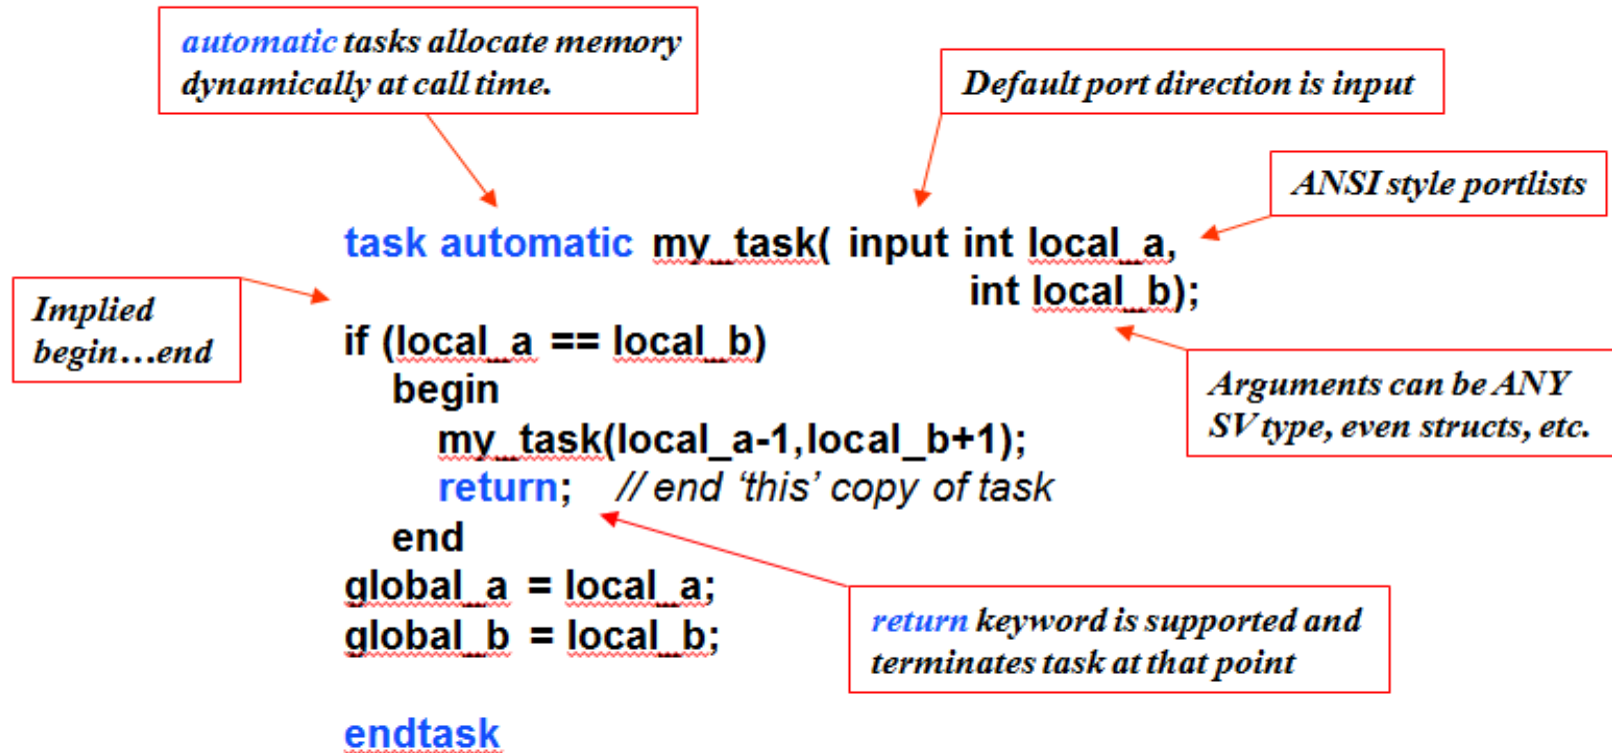 automatic tasks allocate memory
dynamically at call time.
Default port direction is input
ANSI style portlists
task automatic my_task( input int local_a,
int local_b);
Implied
begin…end
if (local_a == local_b)
begin
Arguments can be ANY
SV type, even structs, etc.
my_task(local_a-1,local_b+1);
return; // end ‘this’ copy of task
end
global_a = local_a;
global_b = local_b;
return keyword is supported and
terminates task at that point
endtask